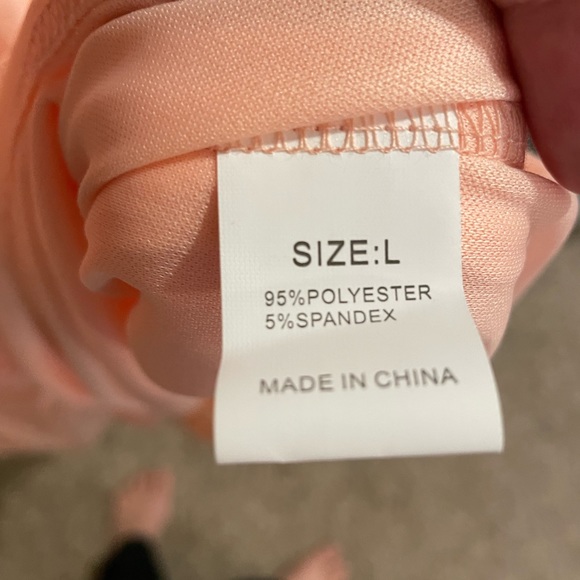 SIZE:L
95%POLYESTER
5%SPANDEX
MADE IN CHINA